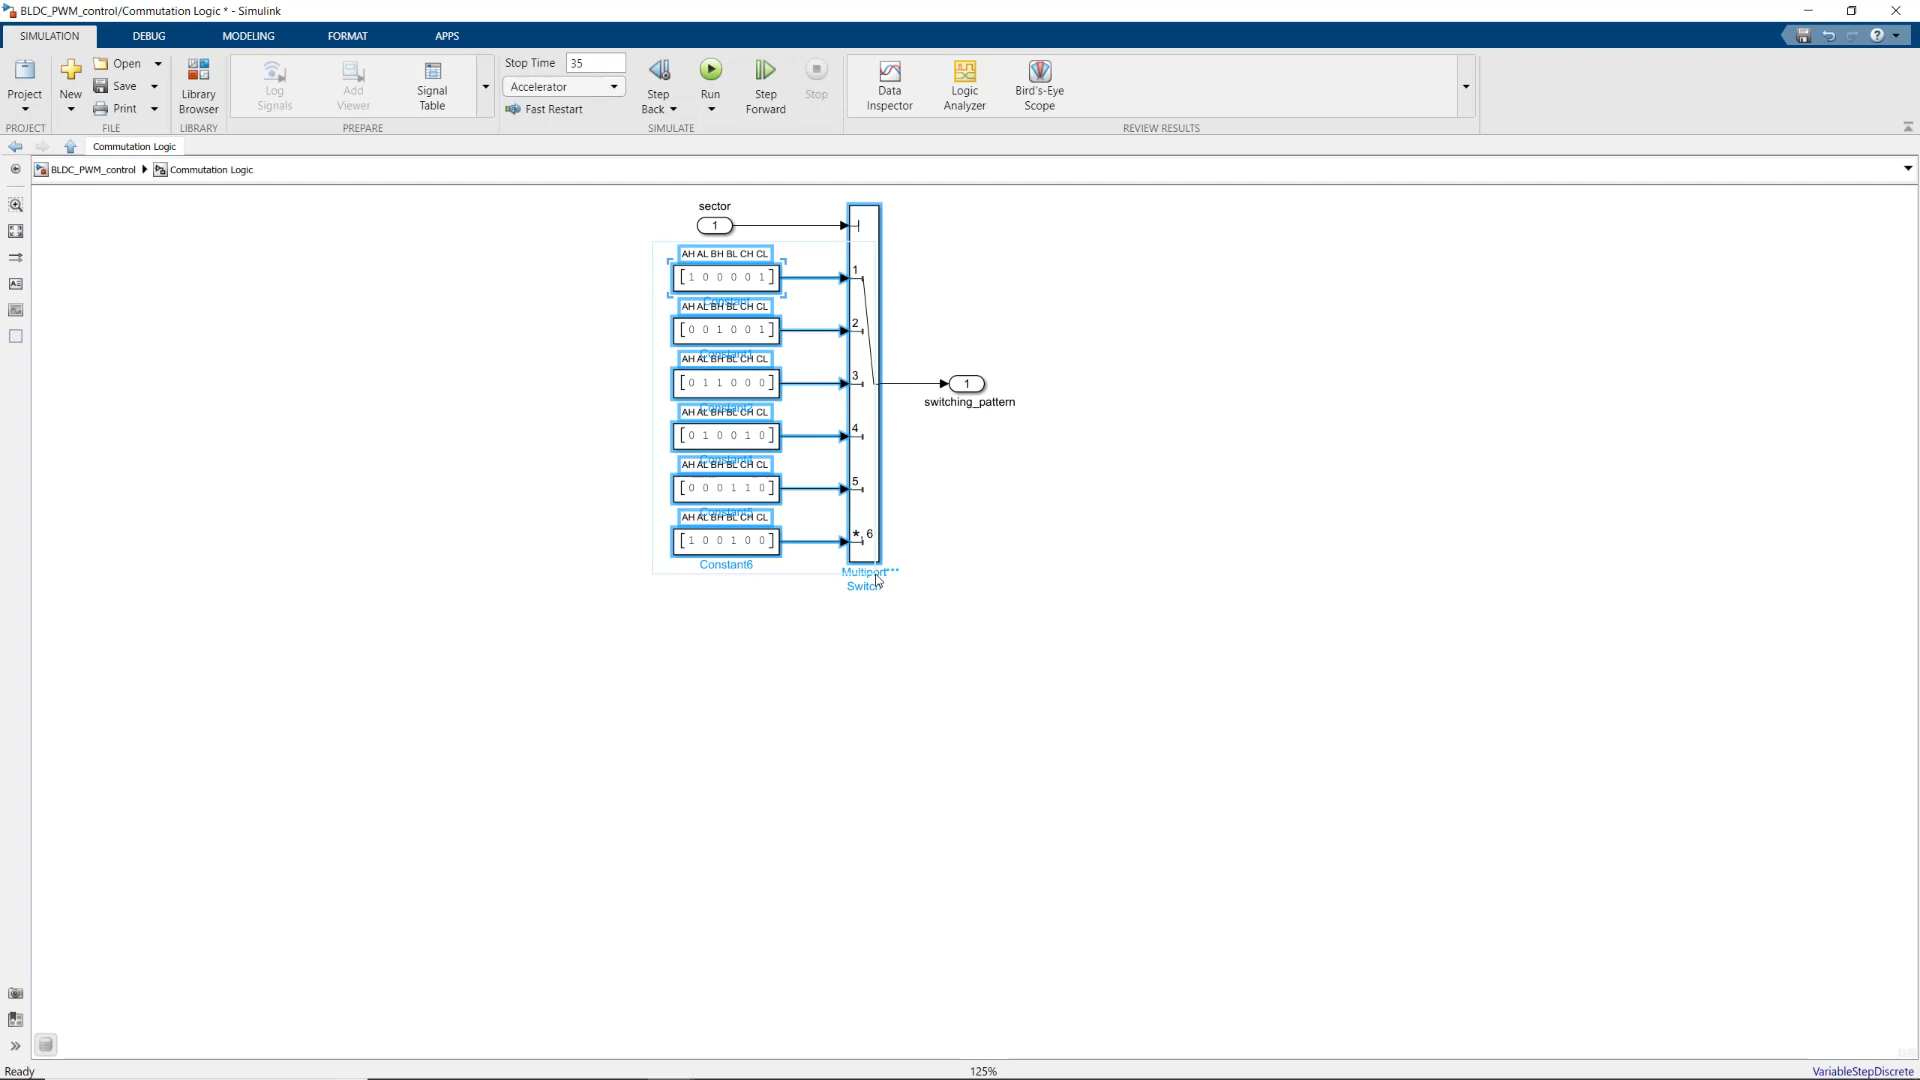 BLDC_PWM_control/Commutation Logic * - Simulink
SIMULATION DEBUG MODELING FORMAT APPS
Project
New
Open
Save
Print
Library Browser
Log Signals
Add Viewer
Signal Table
Stop Time 35
Accelerator
Fast Restart
Step Back
Run
Step Forward
Stop
Data Inspector
Logic Analyzer
Bird's-Eye Scope
PROJECT FILE LIBRARY PREPARE SIMULATE REVIEW RESULTS
Commutation Logic
BLDC_PWM_control Commutation Logic
sector
1
AH AL BH BL CH CL
[1 0 0 0 0 1]
1
Constant
AH AL BH BL CH CL
[0 0 1 0 0 1]
2
Constant1
AH AL BH BL CH CL
[0 1 1 0 0 0]
3
1
switching_pattern
Constant2
AH AL BH BL CH CL
[0 1 0 0 1 0]
4
Constant4
AH AL BH BL CH CL
[0 0 0 1 1 0]
5
Constant5
AH AL BH BL CH CL
[1 0 0 1 0 0]
*, 6
Constant6
Multiport
Switch
Ready 125% VariableStepDiscrete